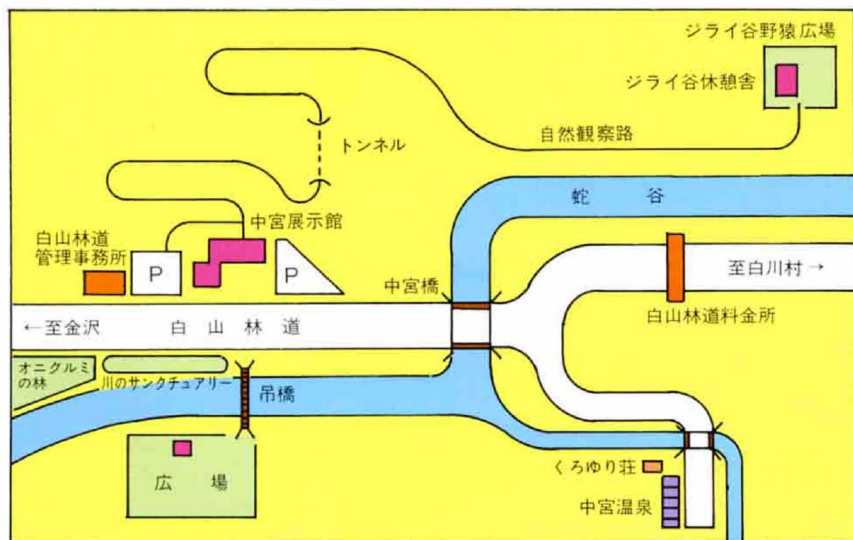 ジライ谷野猿広場
ジライ谷休憩舎
自然観察路
トンネル
蛇谷
中宮展示館
白山林道
管理事務所
P
P
中宮橋
至白川村→
白山林道料金所
←至金沢 白山林道
オニグルミ
の林
川のサンクチュアリー
吊橋
広場
くろゆり荘
中宮温泉